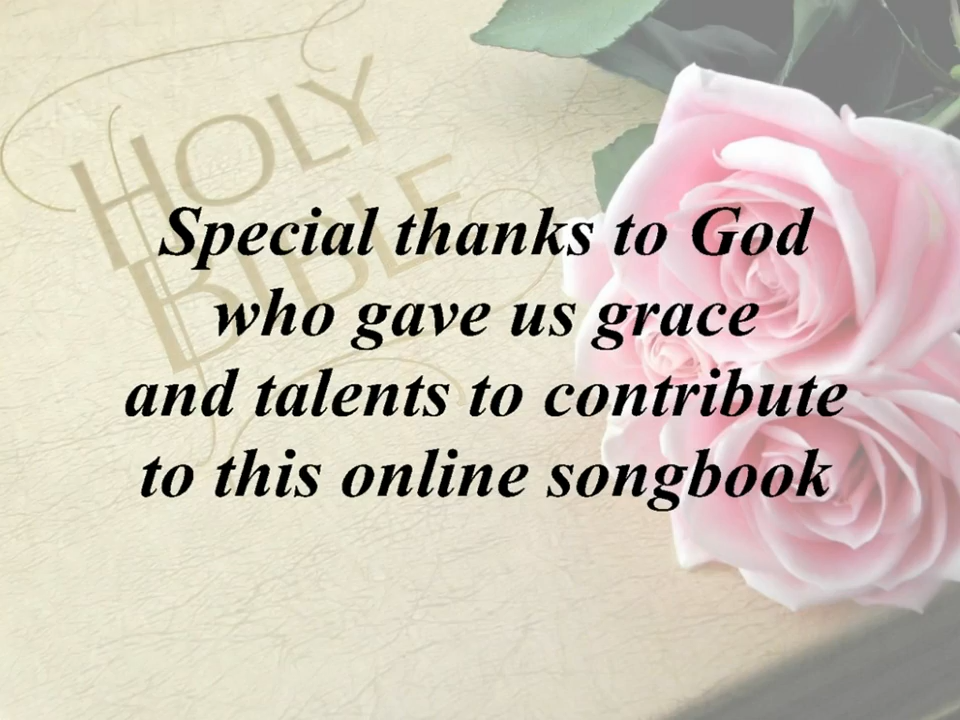 HOLY
BIBLE
Special thanks to God
who gave us grace
and talents to contribute
to this online songbook